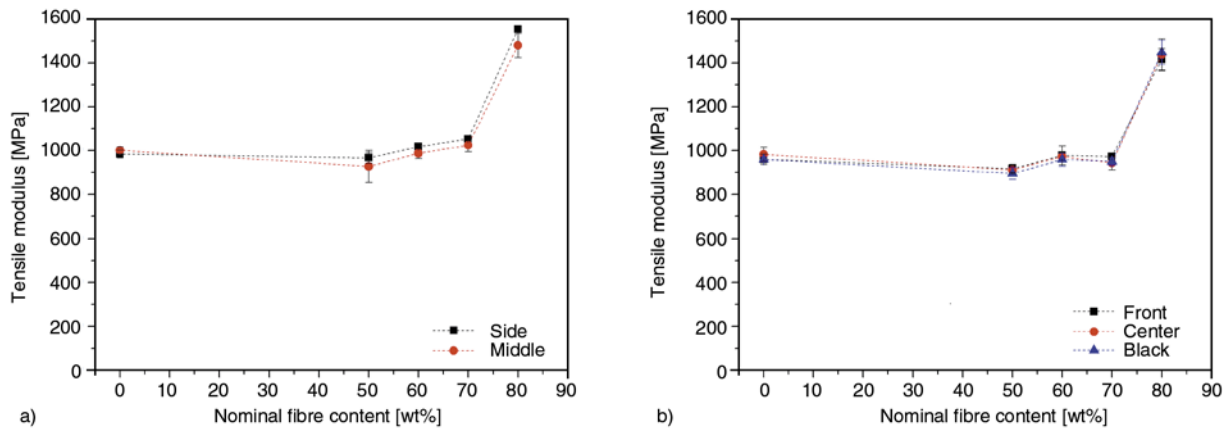 1600
1400
1200
1000
800
600
400
200
0
Tensile modulus [MPa]
Side
Middle
0 10 20 30 40 50 60 70 80 90
a) Nominal fibre content [wt%]
1600
1400
1200
1000
800
600
400
200
0
Tensile modulus [MPa]
Front
Center
Black
0 10 20 30 40 50 60 70 80 90
b) Nominal fibre content [wt%]